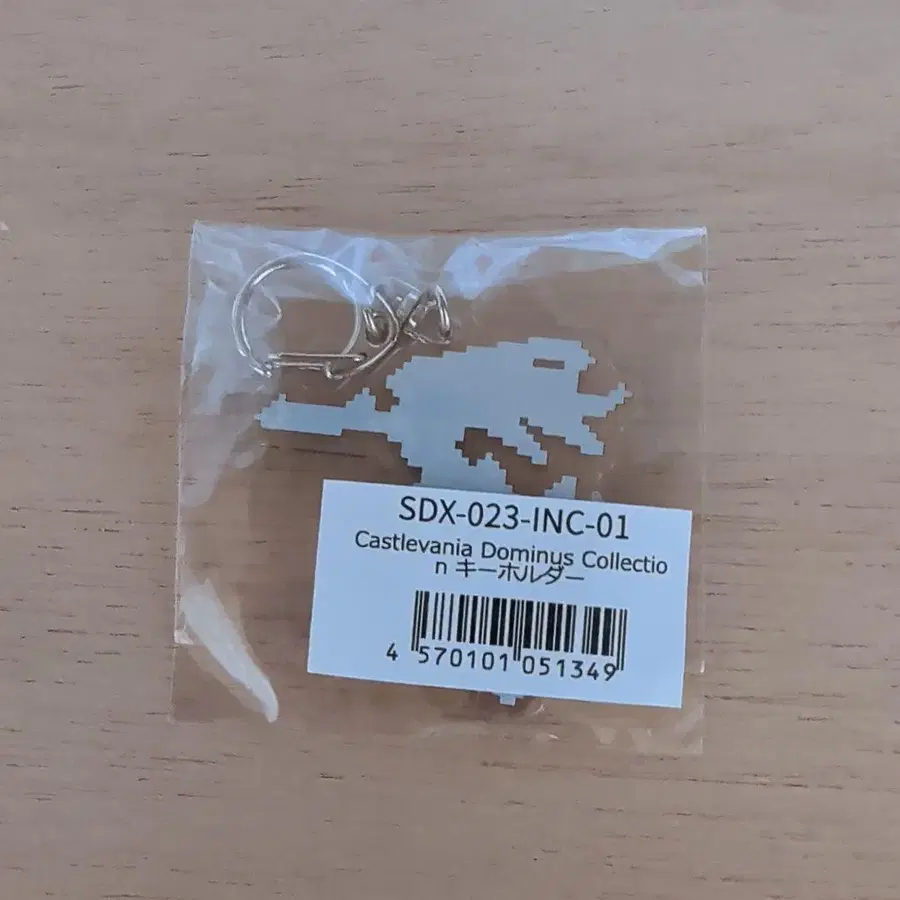 SDX-023-INC-01
Castlevania Dominus Collectio
n キーホルダー
4 570101 051349